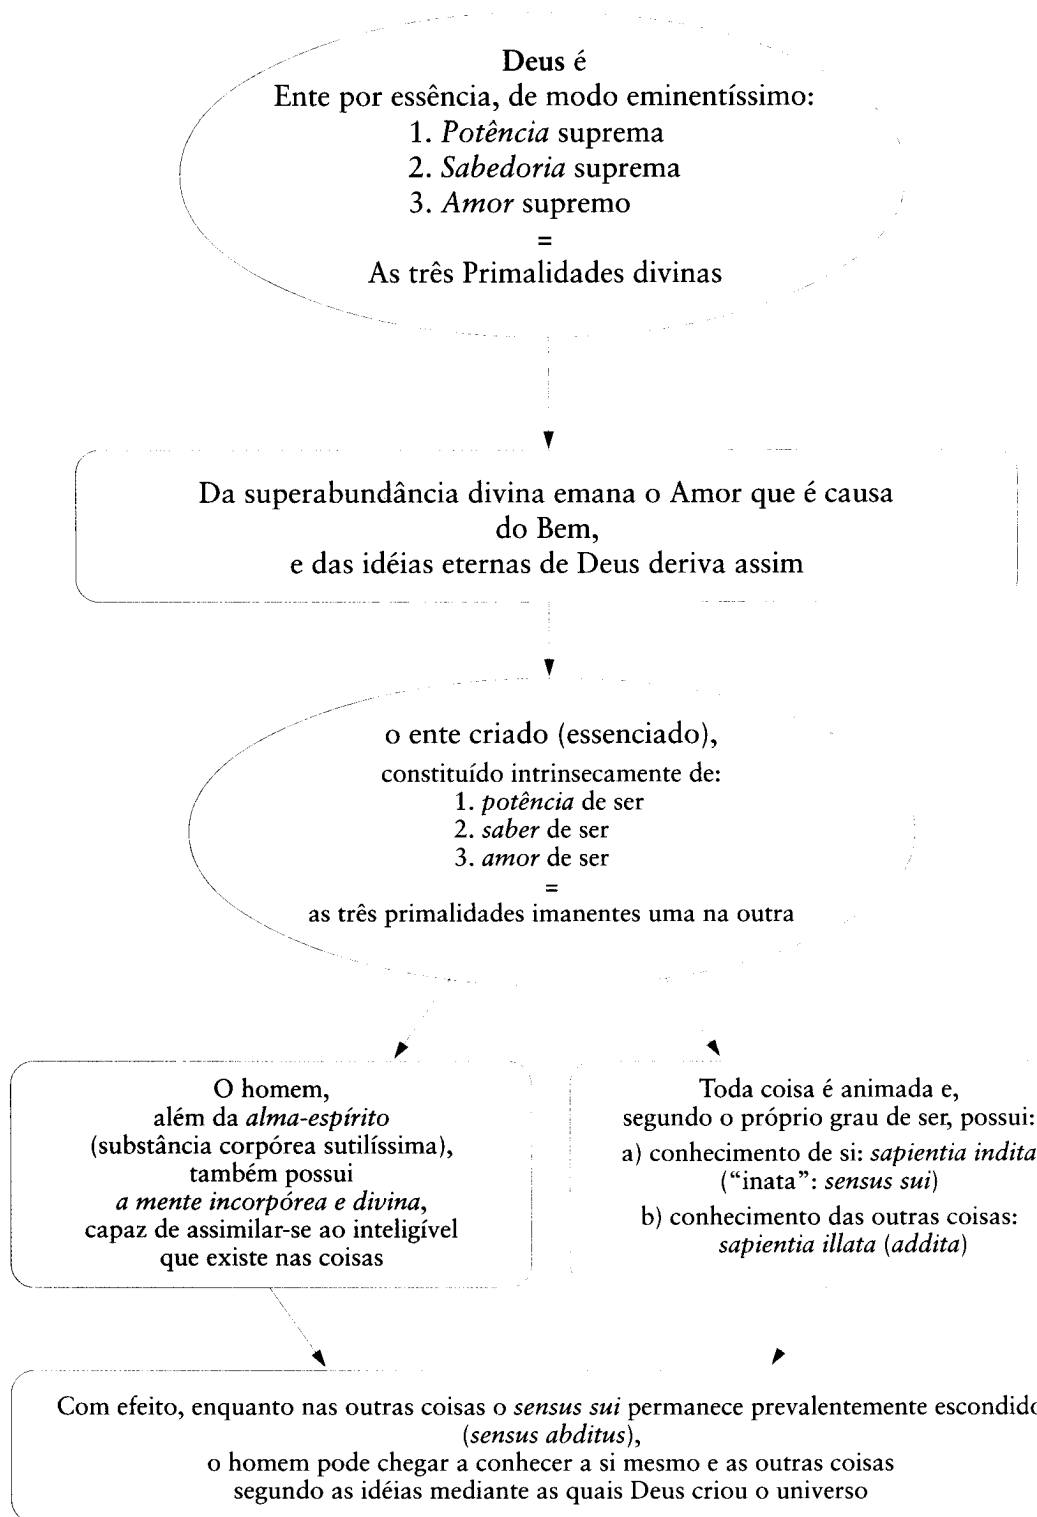 Deus é
Ente por essência, de modo eminentíssimo:
1. Potência suprema
2. Sabedoria suprema
3. Amor supremo
=
As três Primalidades divinas
Da superabundância divina emana o Amor que é causa
do Bem,
e das idéias eternas de Deus deriva assim
o ente criado (essenciado),
constituído intrinsecamente de:
1. potência de ser
2. saber de ser
3. amor de ser
=
as três primalidades imanentes uma na outra
O homem,
além da alma-espírito
(substância corpórea sutilíssima),
também possui
a mente incorpórea e divina,
capaz de assimilar-se ao inteligível
que existe nas coisas
Toda coisa é animada e,
segundo o próprio grau de ser, possui:
a) conhecimento de si: sapientia indita
("inata": sensus sui)
b) conhecimento das outras coisas:
sapientia illata (addita)
Com efeito, enquanto nas outras coisas o sensus sui permanece prevalentemente escondido
(sensus abditus),
o homem pode chegar a conhecer a si mesmo e as outras coisas
segundo as idéias mediante as quais Deus criou o universo